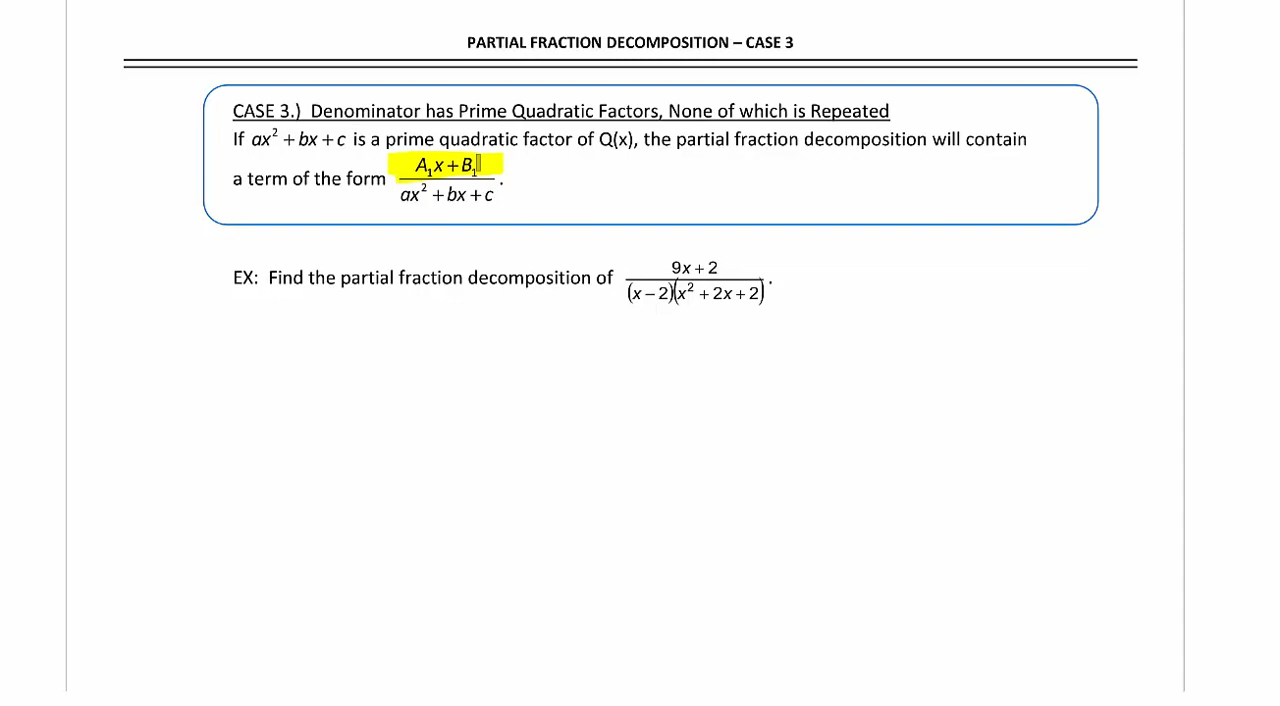 PARTIAL FRACTION DECOMPOSITION – CASE 3
CASE 3.) Denominator has Prime Quadratic Factors, None of which is Repeated
If ax² + bx + c is a prime quadratic factor of Q(x), the partial fraction decomposition will contain
a term of the form (A₁x + B₁)/(ax² + bx + c).
EX: Find the partial fraction decomposition of (9x + 2)/((x – 2)(x² + 2x + 2)).